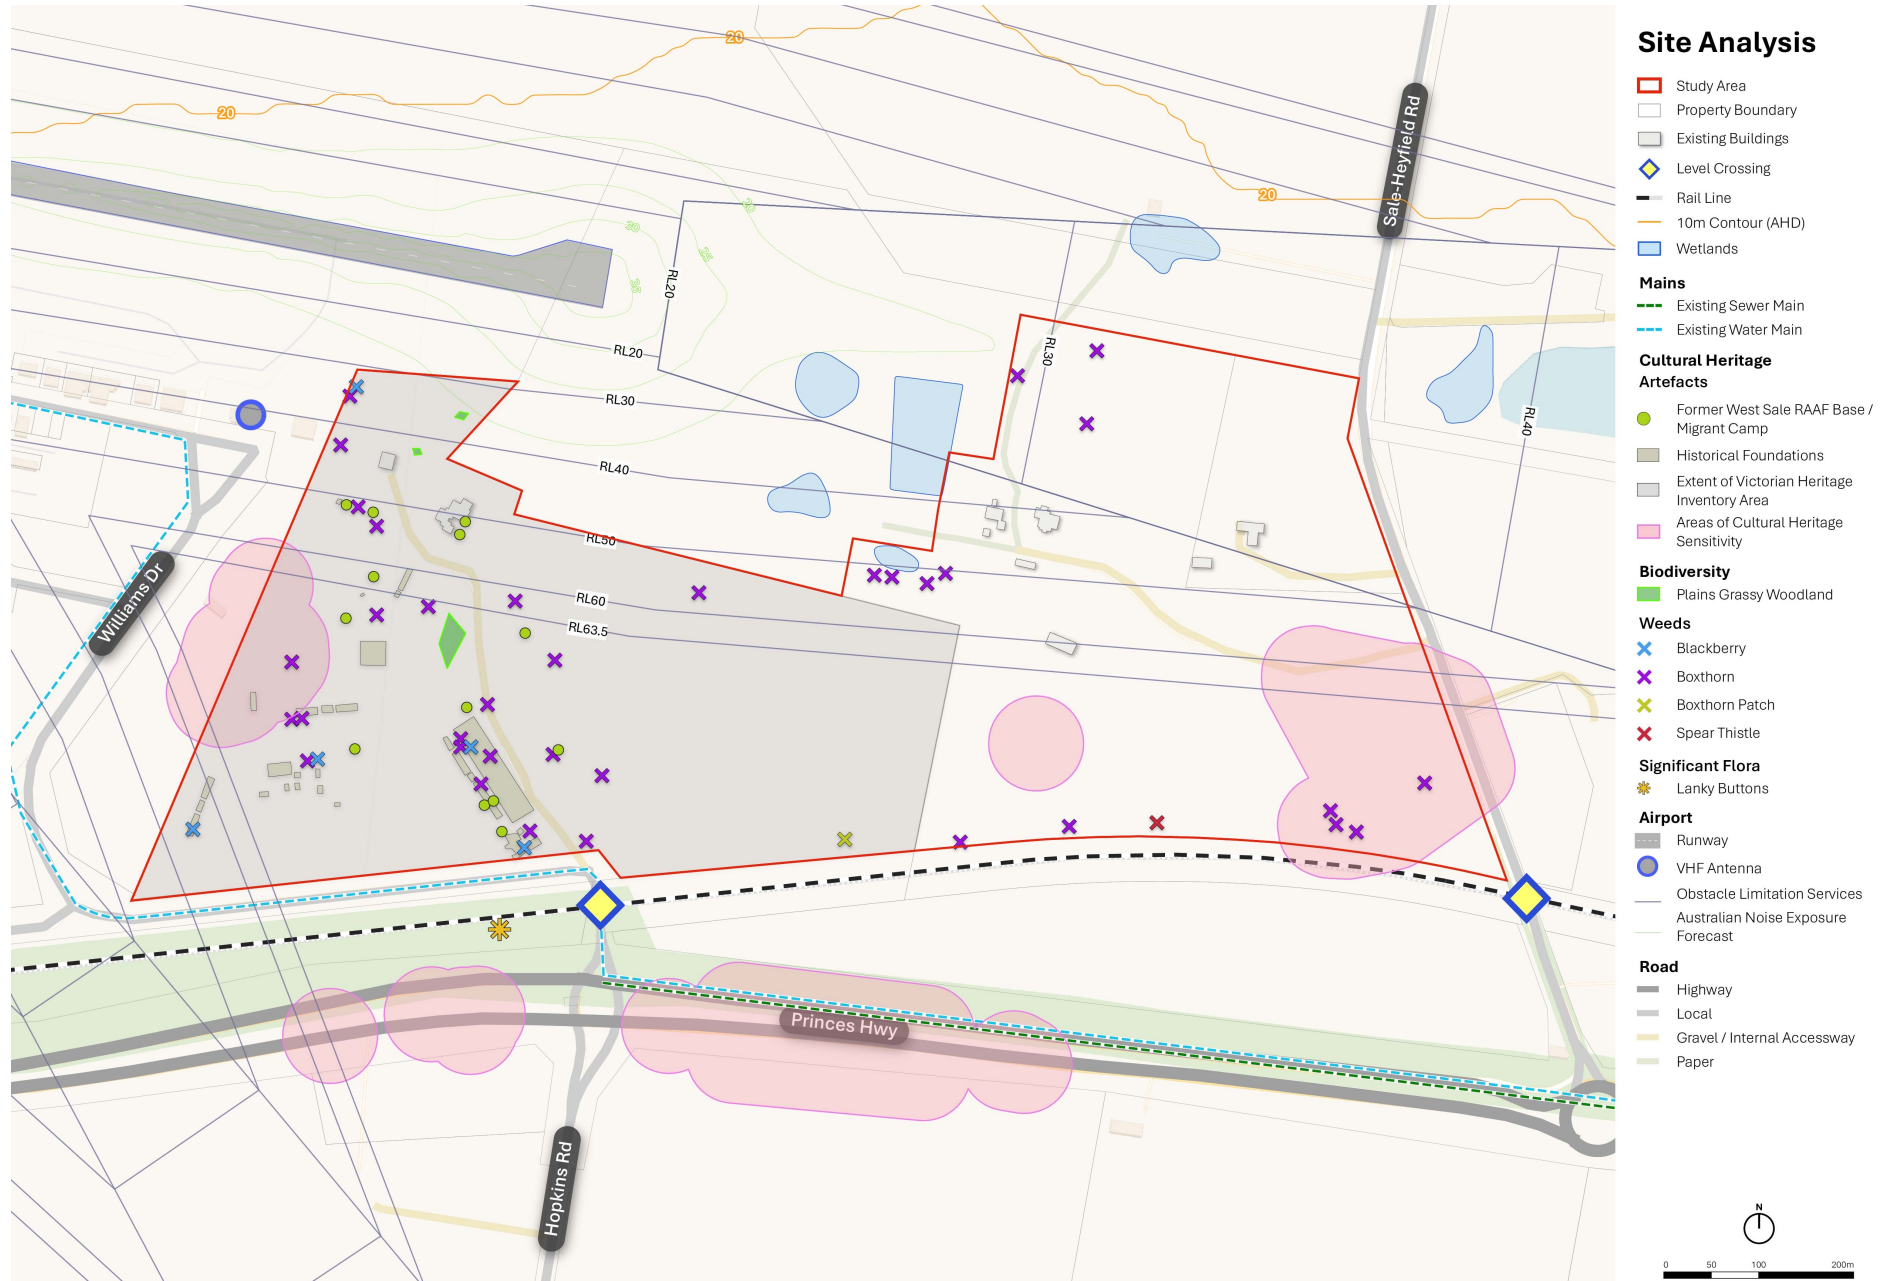 20
20
20
20
30
25
35
Sale-Heyfield Rd
RL20
RL20
RL30
RL30
RL40
RL40
RL50
RL60
RL63.5
Williams Dr
Princes Hwy
Hopkins Rd
Site Analysis
Study Area
Property Boundary
Existing Buildings
Level Crossing
Rail Line
10m Contour (AHD)
Wetlands
Mains
Existing Sewer Main
Existing Water Main
Cultural Heritage
Artefacts
Former West Sale RAAF Base /
Migrant Camp
Historical Foundations
Extent of Victorian Heritage
Inventory Area
Areas of Cultural Heritage
Sensitivity
Biodiversity
Plains Grassy Woodland
Weeds
Blackberry
Boxthorn
Boxthorn Patch
Spear Thistle
Significant Flora
Lanky Buttons
Airport
Runway
VHF Antenna
Obstacle Limitation Services
Australian Noise Exposure
Forecast
Road
Highway
Local
Gravel / Internal Accessway
Paper
N
0 50 100 200m